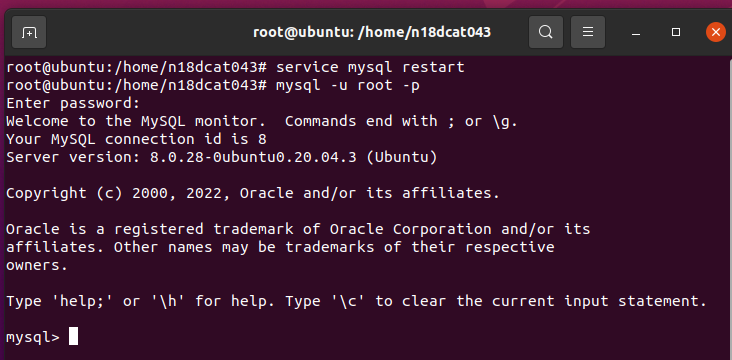 root@ubuntu: /home/n18dcat043
root@ubuntu:/home/n18dcat043# service mysql restart
root@ubuntu:/home/n18dcat043# mysql -u root -p
Enter password:
Welcome to the MySQL monitor.  Commands end with ; or \g.
Your MySQL connection id is 8
Server version: 8.0.28-0ubuntu0.20.04.3 (Ubuntu)
Copyright (c) 2000, 2022, Oracle and/or its affiliates.
Oracle is a registered trademark of Oracle Corporation and/or its
affiliates. Other names may be trademarks of their respective
owners.
Type 'help;' or '\h' for help. Type '\c' to clear the current input statement.
mysql>